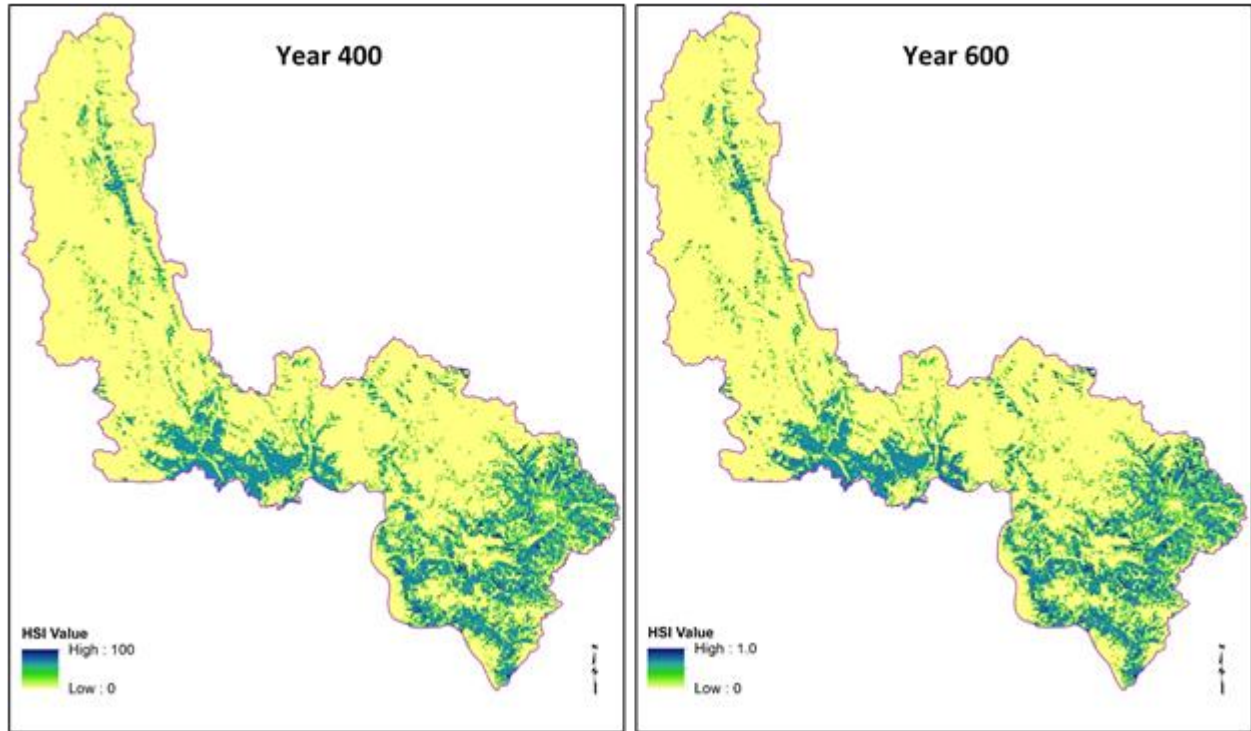 Year 400
HSI Value
High : 100
Low : 0
Year 600
HSI Value
High : 1.0
Low : 0